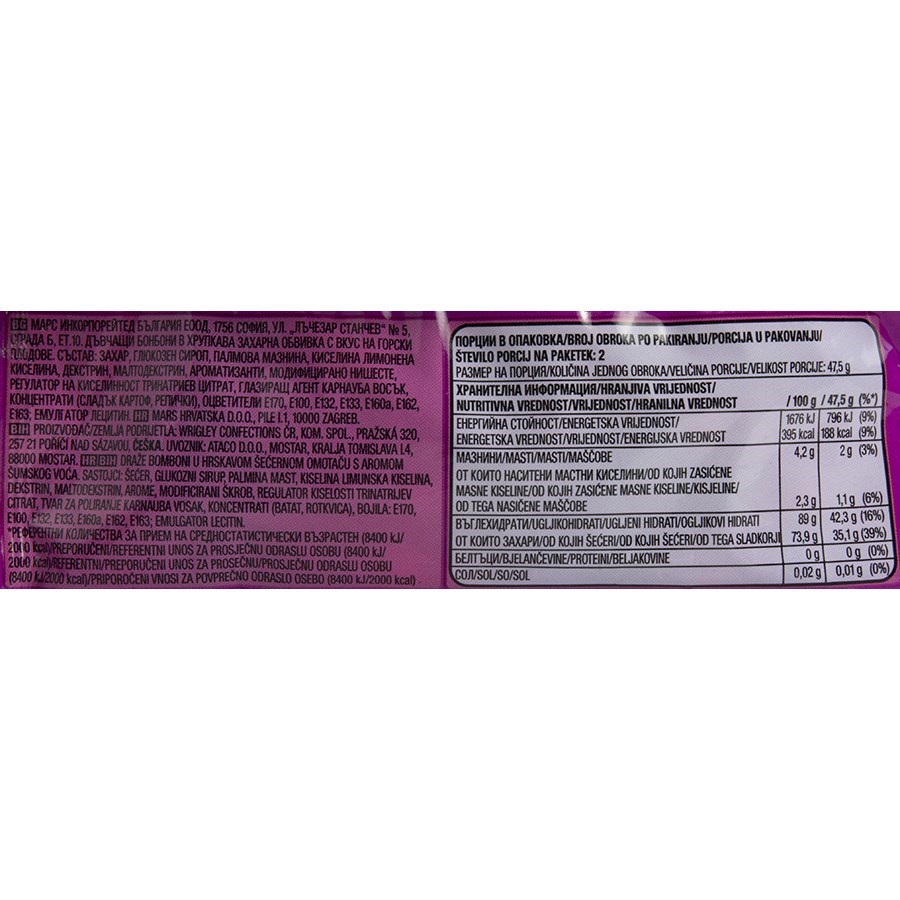 BG МАРС ИНКОРПОРЕЙТЕД БЪЛГАРИЯ ЕООД, 1756 СОФИЯ, УЛ. „ЛЪЧЕЗАР СТАНЧЕВ“ № 5,
СГРАДА Б, ЕТ.10. ДЪВЧАЩИ БОНБОНИ В ХРУПКАВА ЗАХАРНА ОБВИВКА С ВКУС НА ГОРСКИ
ПЛОДОВЕ. СЪСТАВ: ЗАХАР, ГЛЮКОЗЕН СИРОП, ПАЛМОВА МАЗНИНА, КИСЕЛИНА ЛИМОНЕНА
КИСЕЛИНА, ДЕКСТРИН, МАЛТОДЕКСТРИН, АРОМАТИЗАНТИ, МОДИФИЦИРАНО НИШЕСТЕ,
РЕГУЛАТОР НА КИСЕЛИННОСТ ТРИНАТРИЕВ ЦИТРАТ, ГЛАЗИРАЩ АГЕНТ КАРНАУБА ВОСЪК,
КОНЦЕНТРАТИ (СЛАДЪК КАРТОФ, РЕПИЧКИ), ОЦВЕТИТЕЛИ Е170, Е100, Е132, Е133, Е160а, Е162,
Е163; ЕМУЛГАТОР ЛЕЦИТИН. HR MARS HRVATSKA D.O.O., PILE I.1, 10000 ZAGREB.
BIH PROIZVOĐAČ/ZEMLJA PODRIJETLA: WRIGLEY CONFECTIONS ČR, KOM. SPOL., PRAŽSKÁ 320,
257 21 POŘÍČÍ NAD SÁZAVOU, ČEŠKA. UVOZNIK: ATACO D.O.O., MOSTAR, KRALJA TOMISLAVA L4,
88000 MOSTAR. HR BIH DRAŽE BOMBONI U HRSKAVOM ŠEĆERNOM OMOTAČU S AROMOM
ŠUMSKOG VOĆA. SASTOJCI: ŠEĆER, GLUKOZNI SIRUP, PALMINA MAST, KISELINA LIMUNSKA KISELINA,
DEKSTRIN, MALTODEKSTRIN, AROME, MODIFICIRANI ŠKROB, REGULATOR KISELOSTI TRINATRIJEV
CITRAT, TVAR ZA POLIRANJE KARNAUBA VOSAK, KONCENTRATI (BATAT, ROTKVICA), BOJILA: E170,
E100, E132, E133, E160a, E162, E163; EMULGATOR LECITIN.
*РЕФЕРЕНТНИ КОЛИЧЕСТВА ЗА ПРИЕМ НА СРЕДНОСТАТИСТИЧЕСКИ ВЪЗРАСТЕН (8400 kJ/
2000 kcal)/PREPORUČENI/REFERENTNI UNOS ZA PROSJEČNU ODRASLU OSOBU (8400 kJ/
2000 kcal)/REFERENTNI/PREPORUČENI UNOS ZA PROSEČNU/PROSJEČNU ODRASLU OSOBU
(8400 kJ/2000 kcal)/PRIPOROČENI VNOSI ZA POVPREČNO ODRASLO OSEBO (8400 kJ/2000 kcal)
ПОРЦИИ В ОПАКОВКА/BROJ OBROKA PO PAKIRANJU/PORCIJA U PAKOVANJU/
ŠTEVILO PORCIJ NA PAKETEK: 2
РАЗМЕР НА ПОРЦИЯ/KOLIČINA JEDNOG OBROKA/VELIČINA PORCIJE/VELIKOST PORCIJE: 47,5 g
ХРАНИТЕЛНА ИНФОРМАЦИЯ/HRANJIVA VRIJEDNOST/
NUTRITIVNA VREDNOST/VRIJEDNOST/HRANILNA VREDNOST / 100 g / 47,5 g (%*)
ЕНЕРГИЙНА СТОЙНОСТ/ENERGETSKA VRIJEDNOST/ 1676 kJ 796 kJ (9%)
ENERGETSKA VREDNOST/VRIJEDNOST/ENERGIJSKA VREDNOST 395 kcal 188 kcal (9%)
МАЗНИНИ/MASTI/MASTI/MAŠČOBE 4,2 g 2 g (3%)
ОТ КОИТО НАСИТЕНИ МАСТНИ КИСЕЛИНИ/OD KOJIH ZASIĆENE
MASNE KISELINE/OD KOJIH ZASIĆENE MASNE KISELINE/KISJELINE/
OD TEGA NASIČENE MAŠČOBE 2,3 g 1,1 g (6%)
ВЪГЛЕХИДРАТИ/UGLJIKOHIDRATI/UGLJENI HIDRATI/OGLJIKOVI HIDRATI 89 g 42,3 g (16%)
ОТ КОИТО ЗАХАРИ/OD KOJIH ŠEĆERI/OD KOJIH ŠEĆERI/OD TEGA SLADKORJI 73,9 g 35,1 g (39%)
БЕЛТЪЦИ/BJELANČEVINE/PROTEINI/BELJAKOVINE 0 g 0 g (0%)
СОЛ/SOL/SO/SOL 0,02 g 0,01 g (0%)